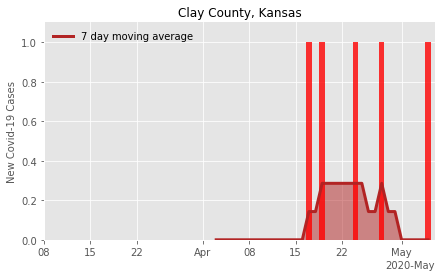 Clay County, Kansas
7 day moving average
New Covid-19 Cases
1.0
0.8
0.6
0.4
0.2
0.0
08 15 22 Apr 08 15 22 May
2020-May